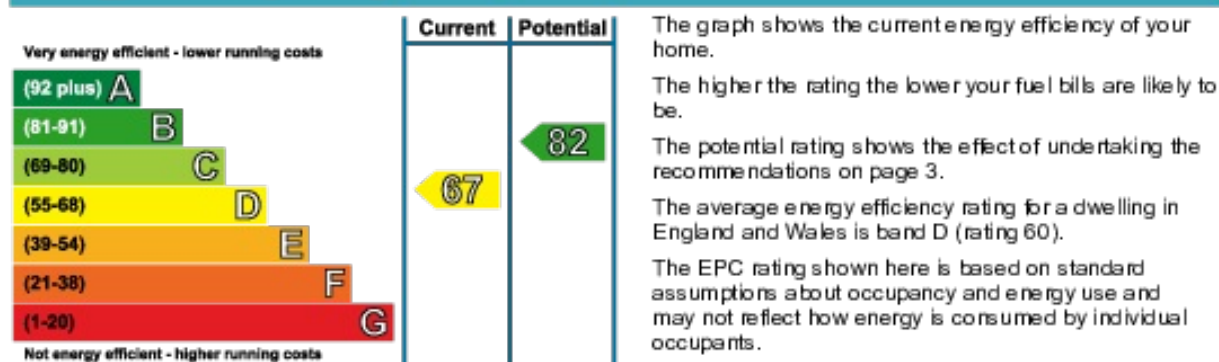 Current Potential
Very energy efficient - lower running costs
(92 plus) A
(81-91) B
(69-80) C
(55-68) D
(39-54) E
(21-38) F
(1-20) G
Not energy efficient - higher running costs
67
82
The graph shows the current energy efficiency of your
home.
The higher the rating the lower your fuel bills are likely to
be.
The potential rating shows the effect of undertaking the
recommendations on page 3.
The average energy efficiency rating for a dwelling in
England and Wales is band D (rating 60).
The EPC rating shown here is based on standard
assumptions about occupancy and energy use and
may not reflect how energy is consumed by individual
occupants.